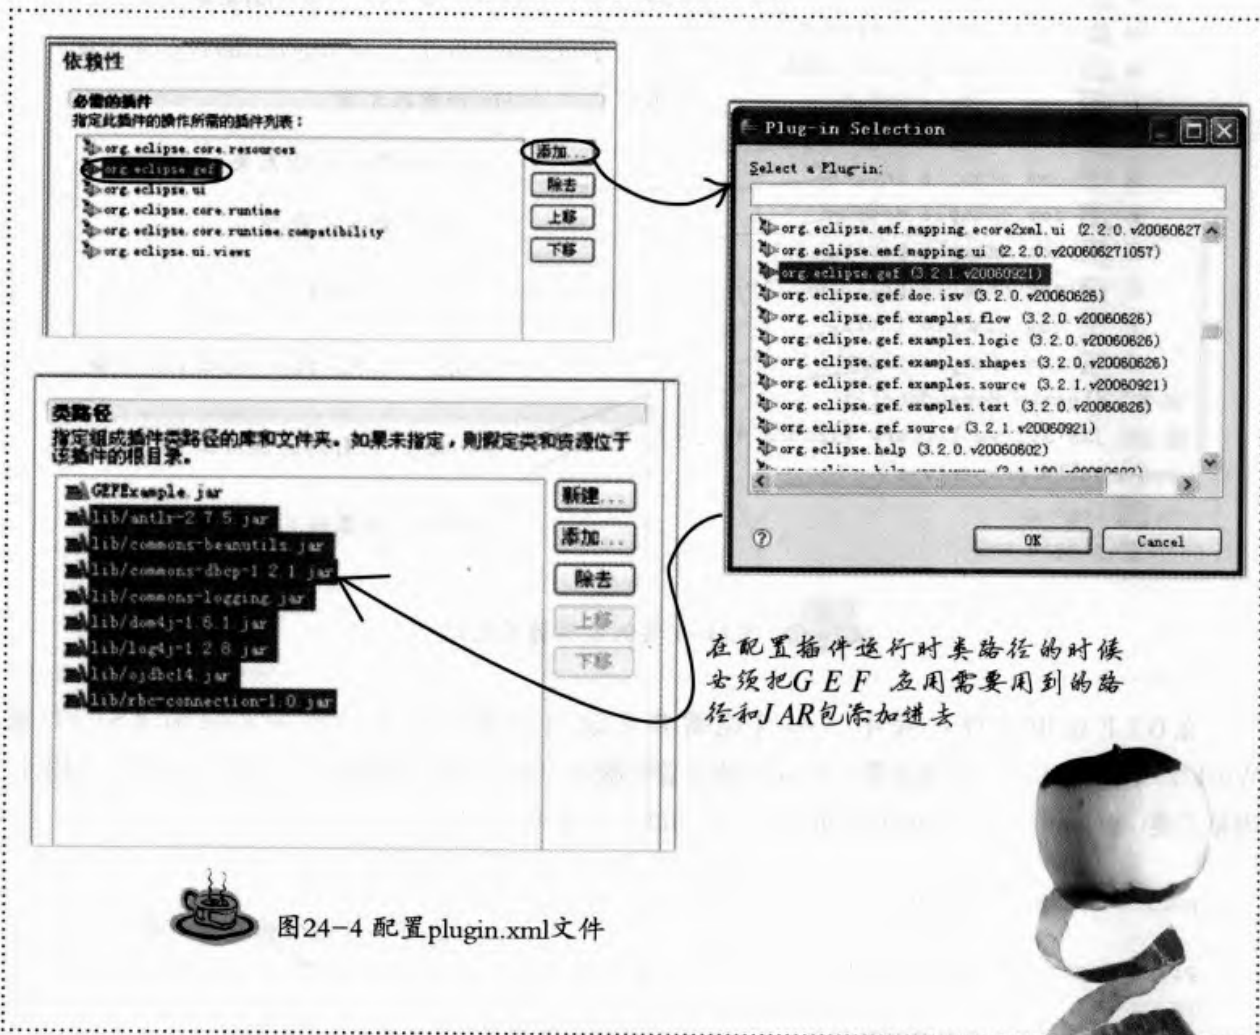 依赖性
必需的插件
指定此插件的操作所需的插件列表：
org.eclipse.core.resources
org.eclipse.gef
org.eclipse.ui
org.eclipse.core.runtime
org.eclipse.core.runtime.compatibility
org.eclipse.ui.views
添加...
除去
上移
下移
Plug-in Selection
Select a Plug-in:
org.eclipse.emf.mapping.ecore2xml.ui (2.2.0.v20060627
org.eclipse.emf.mapping.ui (2.2.0.v200606271057)
org.eclipse.gef (3.2.1.v20060921)
org.eclipse.gef.doc.isv (3.2.0.v20060626)
org.eclipse.gef.examples.flow (3.2.0.v20060626)
org.eclipse.gef.examples.logic (3.2.0.v20060626)
org.eclipse.gef.examples.shapes (3.2.0.v20060626)
org.eclipse.gef.examples.source (3.2.1.v20060921)
org.eclipse.gef.examples.text (3.2.0.v20060626)
org.eclipse.gef.source (3.2.1.v20060921)
org.eclipse.help (3.2.0.v20060602)
OK
Cancel
类路径
指定组成插件类路径的库和文件夹。如果未指定，则假定类和资源位于
该插件的根目录。
GEFExample.jar
lib/antlr-2.7.5.jar
lib/commons-beanutils.jar
lib/commons-dbcp-1.2.1.jar
lib/commons-logging.jar
lib/dom4j-1.6.1.jar
lib/log4j-1.2.8.jar
lib/ojdbc14.jar
lib/rbc-connection-1.0.jar
新建...
添加...
除去
上移
下移
在配置插件运行时类路径的时候
必须把G E F 应用需要用到的路
径和JAR包添加进去
图24-4 配置plugin.xml文件